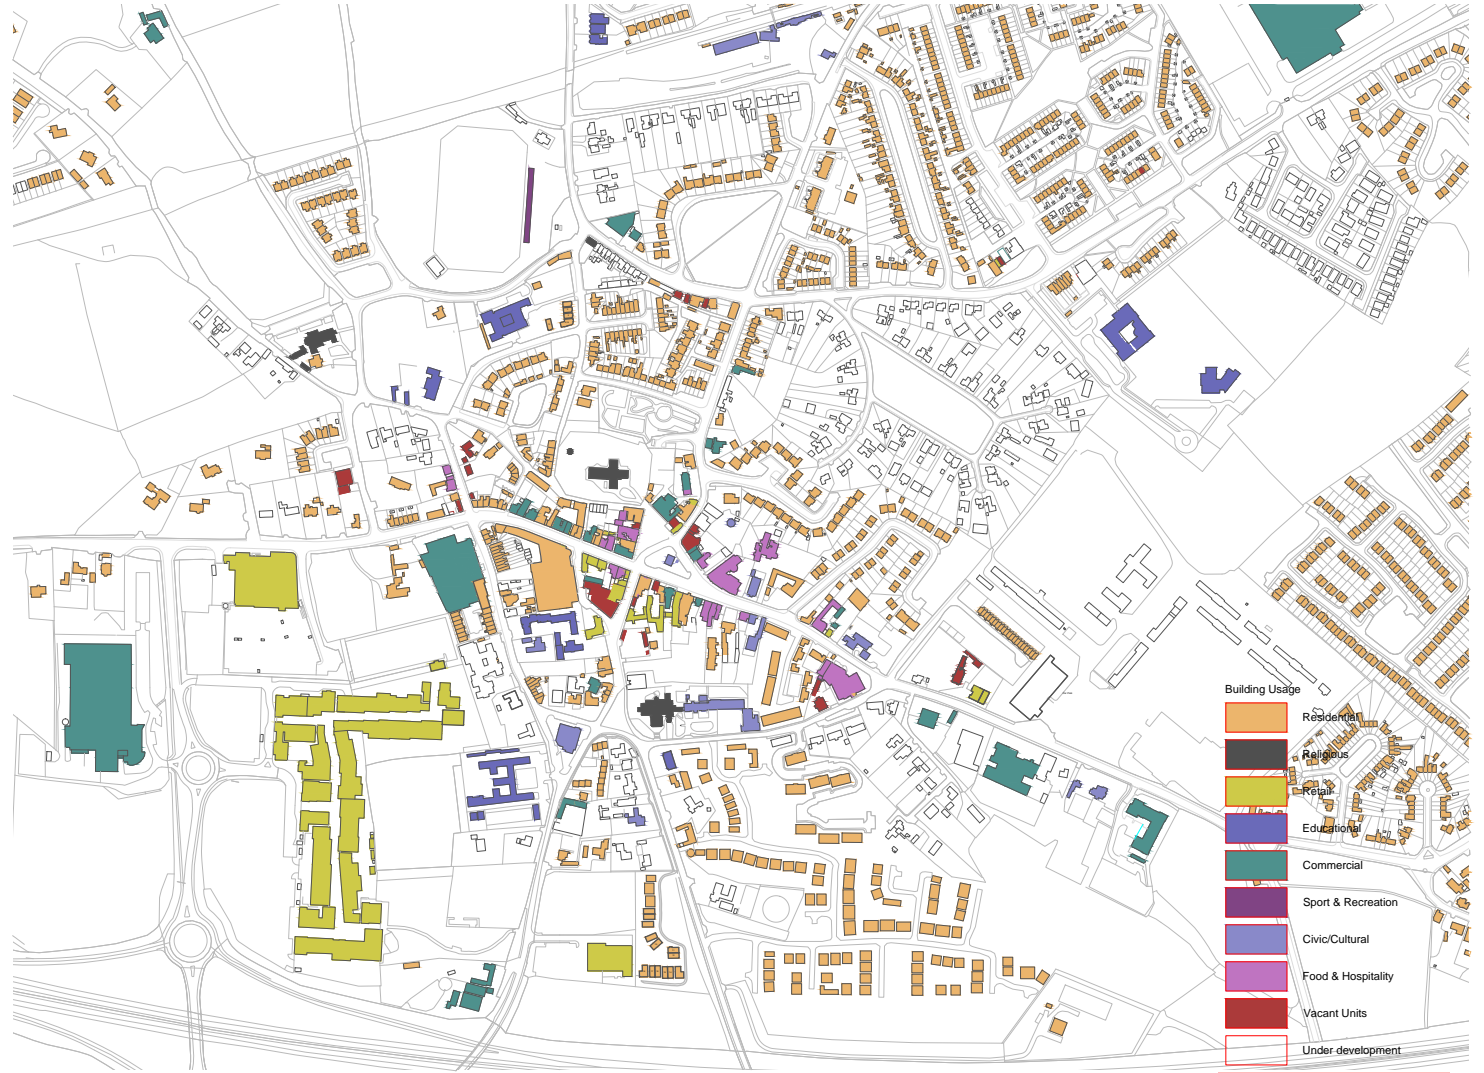 Building Usage
Residential
Religious
Retail
Educational
Commercial
Sport & Recreation
Civic/Cultural
Food & Hospitality
Vacant Units
Under development